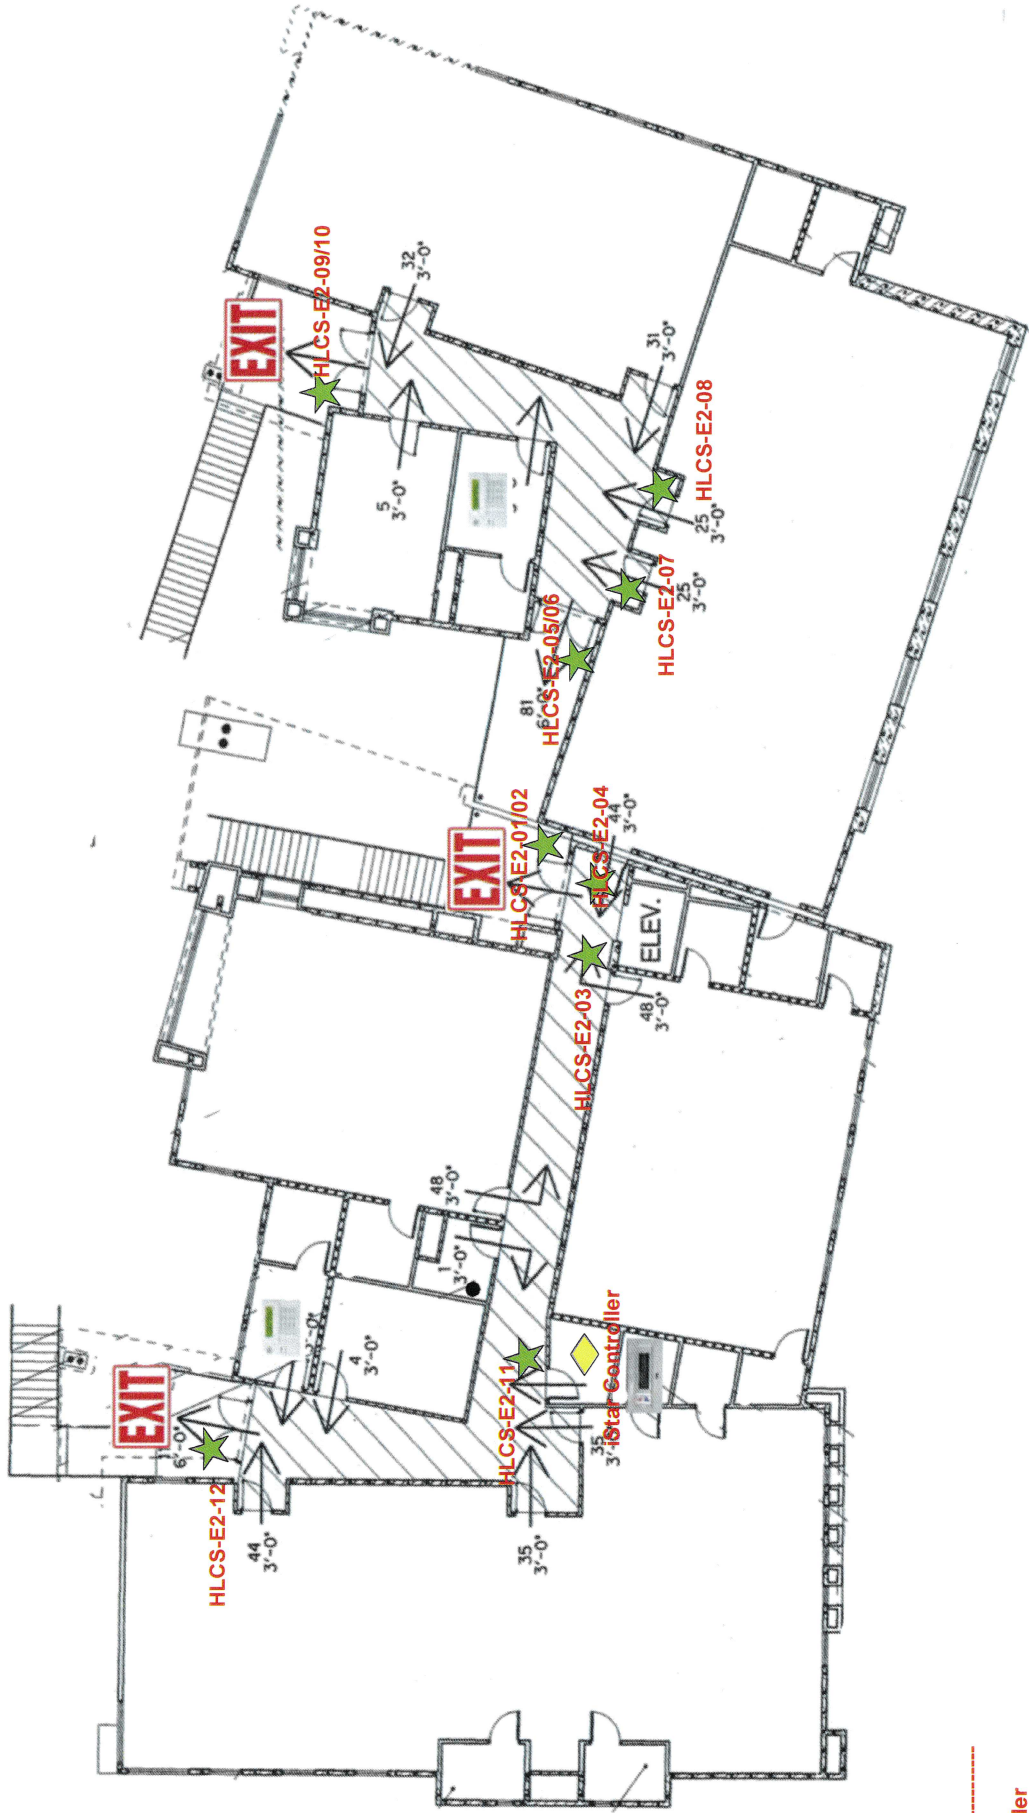 EXIT
HLCS-E2-09/10
32
3'-0"
5
3'-0"
31
3'-0"
HLCS-E2-08
25
3'-0"
HLCS-E2-07
25
3'-0"
HLCS-E2-05/06
81
6'-0"
EXIT
HLCS-E2-01/02
HLCS-E2-04
44
3'-0"
ELEV.
HLCS-E2-03
48
3'-0"
48
3'-0"
1
3'-0"
iStar Controller
4
3'-0"
HLCS-E2-11
35
EXIT
6'-0"
HLCS-E2-12
44
3'-0"
35
3'-0"